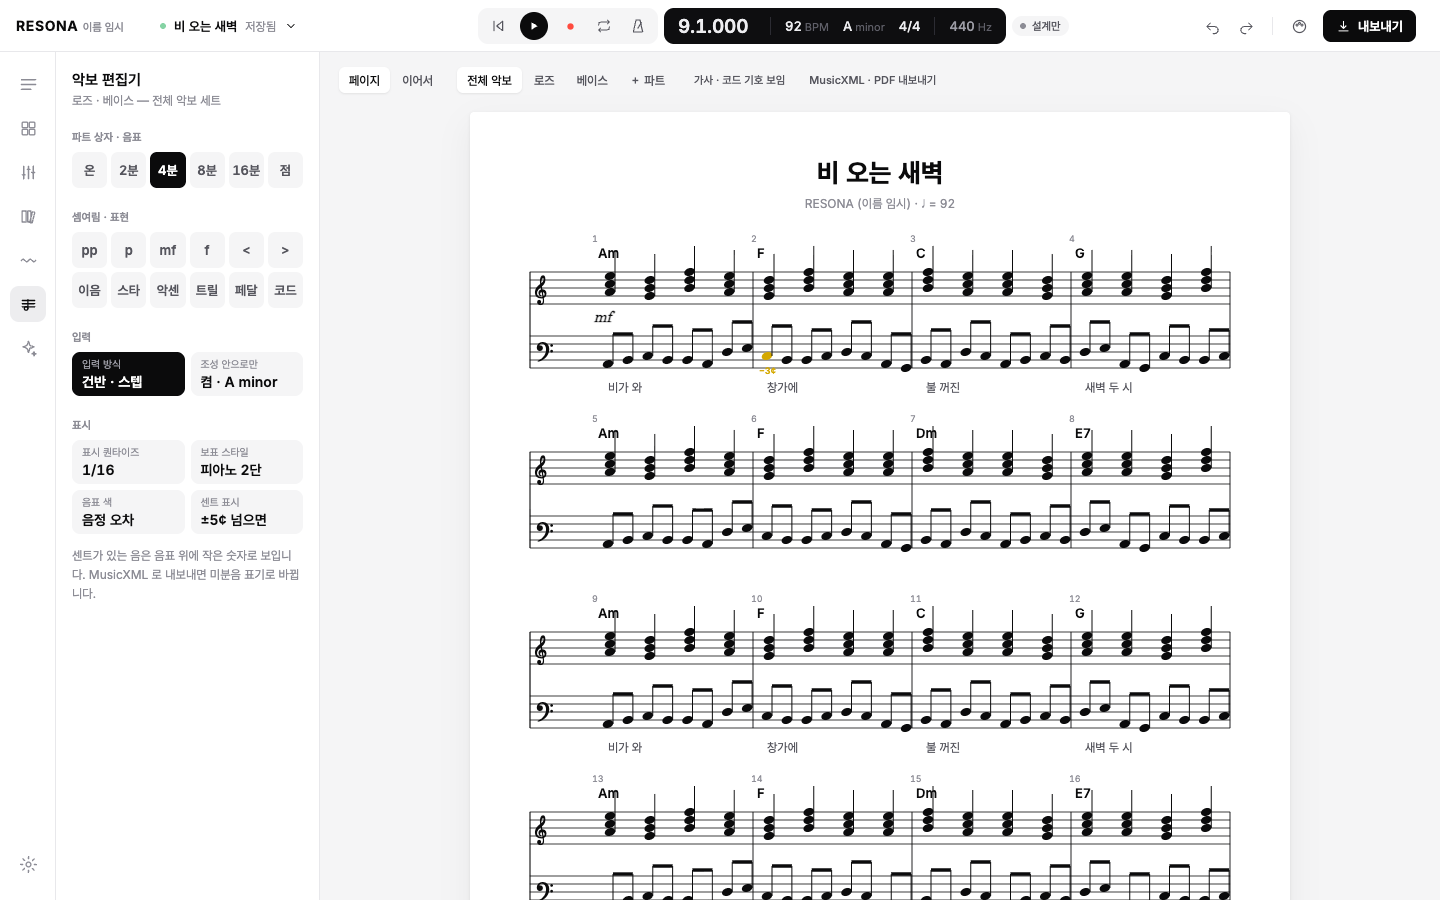 RESONA 이름 임시
비 오는 새벽 저장됨
9.1.000 92 BPM A minor 4/4 440 Hz
설계만
내보내기
악보 편집기
로즈 · 베이스 — 전체 악보 세트
파트 상자 · 음표
온 2분 4분 8분 16분 점
셈여림 · 표현
pp p mf f < >
이음 스타 악센 트릴 페달 코드
입력
입력 방식 조성 안으로만
건반 · 스텝 켬 · A minor
표시
표시 퀀타이즈 보표 스타일
1/16 피아노 2단
음표 색 센트 표시
음정 오차 ±5¢ 넘으면
센트가 있는 음은 음표 위에 작은 숫자로 보입니
다. MusicXML 로 내보내면 미분음 표기로 바뀝
니다.
페이지 이어서 전체 악보 로즈 베이스 + 파트 가사 · 코드 기호 보임 MusicXML · PDF 내보내기
비 오는 새벽
RESONA (이름 임시) · ♩ = 92
1 2 3 4
Am F C G
mf
비가 와 창가에 불 꺼진 새벽 두 시
5 6 7 8
Am F Dm E7
9 10 11 12
Am F C G
비가 와 창가에 불 꺼진 새벽 두 시
13 14 15 16
Am F Dm E7